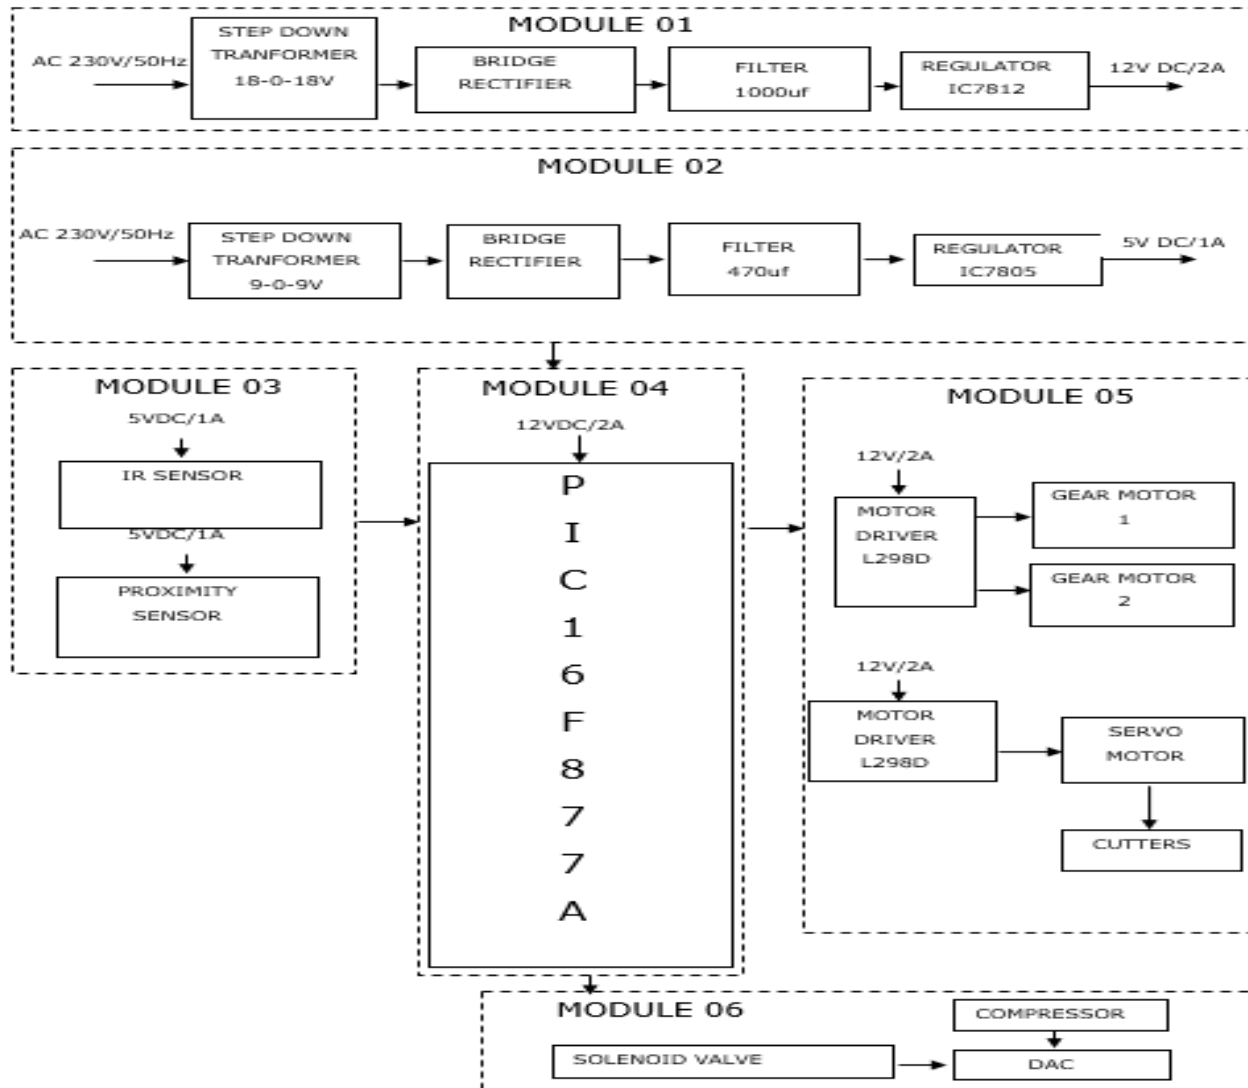 MODULE 01
AC 230V/50Hz
STEP DOWN
TRANFORMER
18-0-18V
BRIDGE
RECTIFIER
FILTER
1000uf
REGULATOR
IC7812
12V DC/2A
MODULE 02
AC 230V/50Hz
STEP DOWN
TRANFORMER
9-0-9V
BRIDGE
RECTIFIER
FILTER
470uf
REGULATOR
IC7805
5V DC/1A
MODULE 03
5VDC/1A
IR SENSOR
5VDC/1A
PROXIMITY
SENSOR
MODULE 04
12VDC/2A
P
I
C
1
6
F
8
7
7
A
MODULE 05
12V/2A
MOTOR
DRIVER
L298D
GEAR MOTOR
1
GEAR MOTOR
2
12V/2A
MOTOR
DRIVER
L298D
SERVO
MOTOR
CUTTERS
MODULE 06
COMPRESSOR
SOLENOID VALVE
DAC